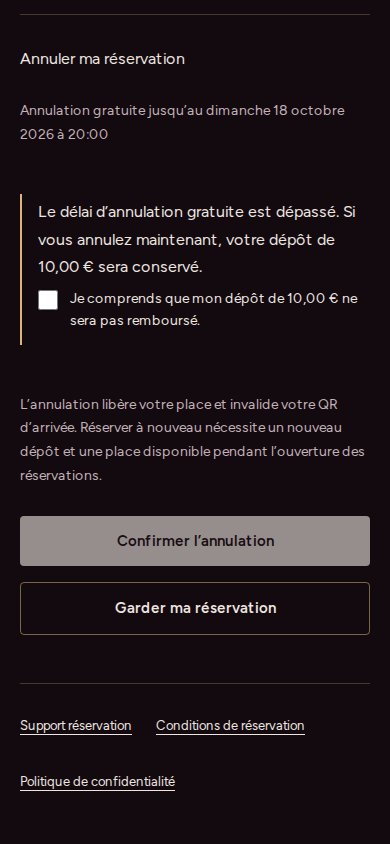 Annuler ma réservation
Annulation gratuite jusqu’au dimanche 18 octobre
2026 à 20:00
Le délai d’annulation gratuite est dépassé. Si
vous annulez maintenant, votre dépôt de
10,00 € sera conservé.
Je comprends que mon dépôt de 10,00 € ne
sera pas remboursé.
L’annulation libère votre place et invalide votre QR
d’arrivée. Réserver à nouveau nécessite un nouveau
dépôt et une place disponible pendant l’ouverture des
réservations.
Confirmer l’annulation
Garder ma réservation
Support réservation Conditions de réservation
Politique de confidentialité